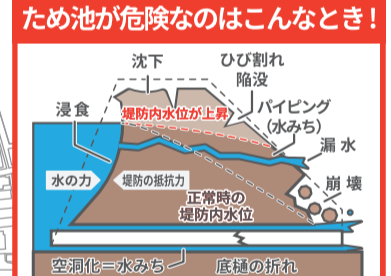 ため池が危険なのはこんなとき!
沈下
ひび割れ
陥没
浸食
堤防内水位が上昇
パイピング
(水みち)
漏水
水の力
堤防の抵抗力
崩壊
正常時の
堤防内水位
空洞化=水みち
底樋の折れ